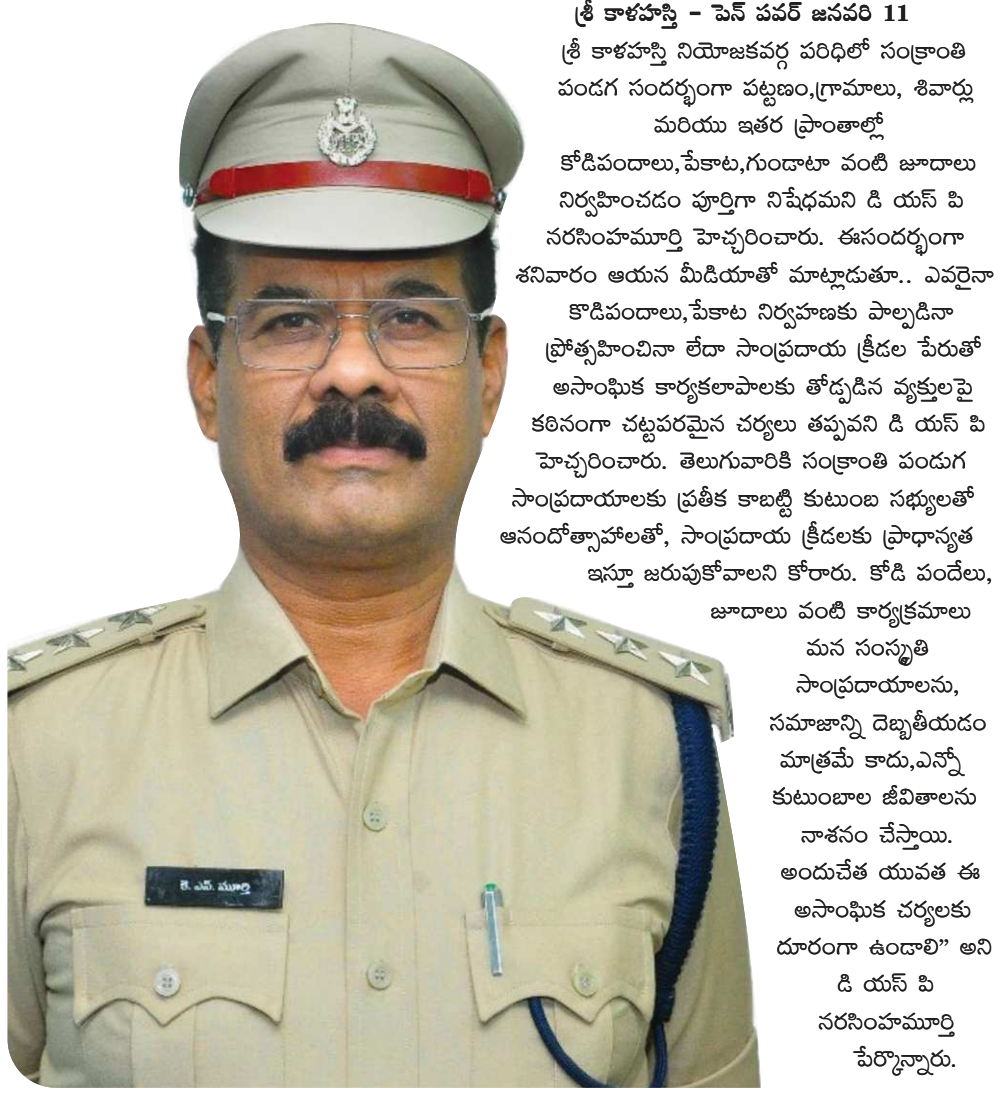 శ్రీ కాళహస్తి - పెన్ పవర్ జనవరి 11
శ్రీ కాళహస్తి నియోజకవర్గ పరిధిలో సంక్రాంతి
పండగ సందర్భంగా పట్టణం,గ్రామాలు, శివార్లు
మరియు ఇతర ప్రాంతాల్లో
కోడిపందాలు,పేకాట,గుండాటా వంటి జూదాలు
నిర్వహించడం పూర్తిగా నిషేధమని డి యస్ పి
నరసింహమూర్తి హెచ్చరించారు. ఈసందర్భంగా
శనివారం ఆయన మీడియాతో మాట్లాడుతూ.. ఎవరైనా
కొడిపందాలు,పేకాట నిర్వహణకు పాల్పడినా
ప్రోత్సహించినా లేదా సాంప్రదాయ క్రీడల పేరుతో
అసాంఘిక కార్యకలాపాలకు తోడ్పడిన వ్యక్తులపై
కఠినంగా చట్టపరమైన చర్యలు తప్పవని డి యస్ పి
హెచ్చరించారు. తెలుగువారికి సంక్రాంతి పండుగ
సాంప్రదాయాలకు ప్రతీక కాబట్టి కుటుంబ సభ్యులతో
ఆనందోత్సాహాలతో, సాంప్రదాయ క్రీడలకు ప్రాధాన్యత
ఇస్తూ జరుపుకోవాలని కోరారు. కోడి పందేలు,
జూదాలు వంటి కార్యక్రమాలు
మన సంస్కృతి
సాంప్రదాయాలను,
సమాజాన్ని దెబ్బతీయడం
మాత్రమే కాదు,ఎన్నో
కుటుంబాల జీవితాలను
నాశనం చేస్తాయి.
అందుచేత యువత ఈ
అసాంఘిక చర్యలకు
దూరంగా ఉండాలి” అని
డి యస్ పి
నరసింహమూర్తి
పేర్కొన్నారు.
కె. ఎన్. మూర్తి